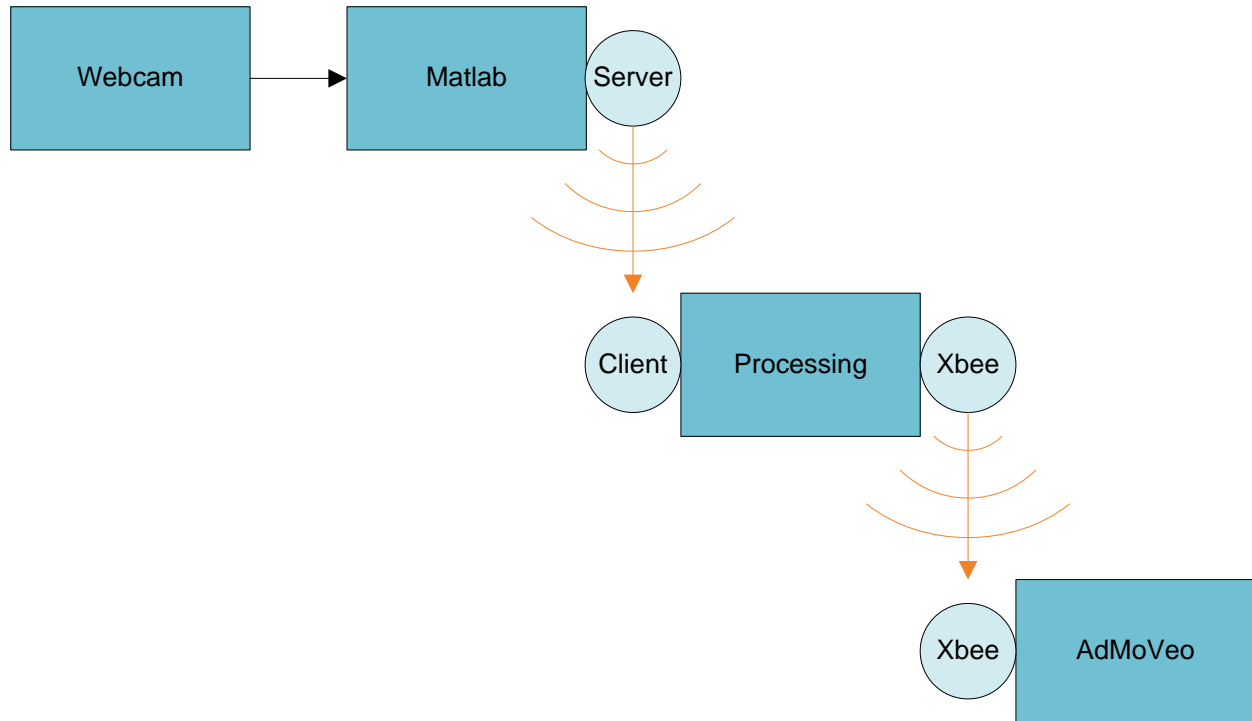 Webcam
Matlab
Server
Client
Processing
Xbee
Xbee
AdMoVeo